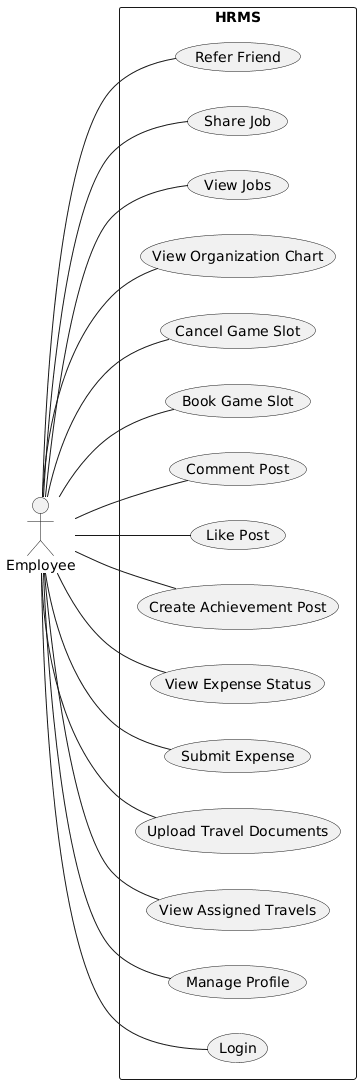 HRMS
Refer Friend
Share Job
View Jobs
View Organization Chart
Cancel Game Slot
Book Game Slot
Comment Post
Like Post
Employee
Create Achievement Post
View Expense Status
Submit Expense
Upload Travel Documents
View Assigned Travels
Manage Profile
Login